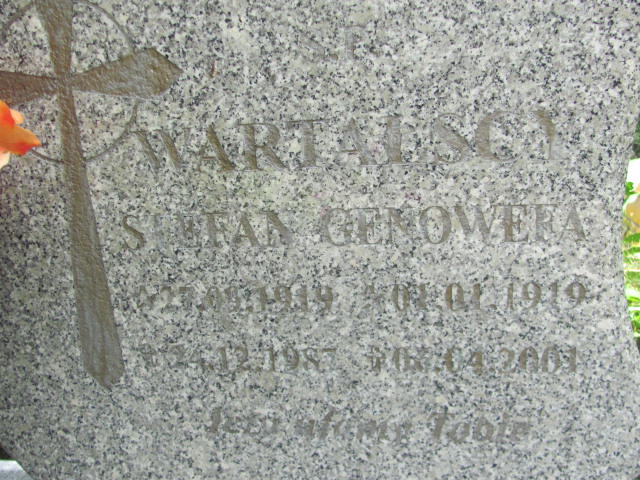 Ś.P.
WARTALSCY
STEFAN GENOWEFA
*27.09.1919 *01.01.1919
✝24.12.1987 ✝08.04.2001
Jezu ufamy Tobie